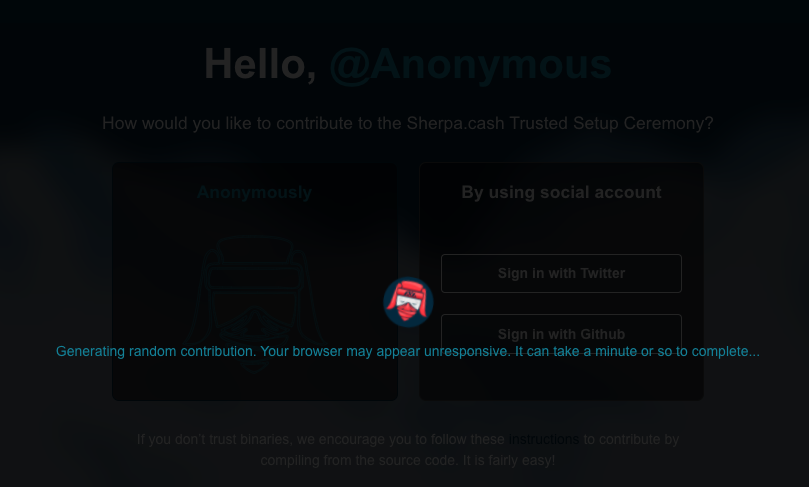 Hello, @Anonymous
How would you like to contribute to the Sherpa.cash Trusted Setup Ceremony?
Anonymously
By using social account
Sign in with Twitter
Sign in with Github
Generating random contribution. Your browser may appear unresponsive. It can take a minute or so to complete...
If you don't trust binaries, we encourage you to follow these instructions to contribute by
compiling from the source code. It is fairly easy!